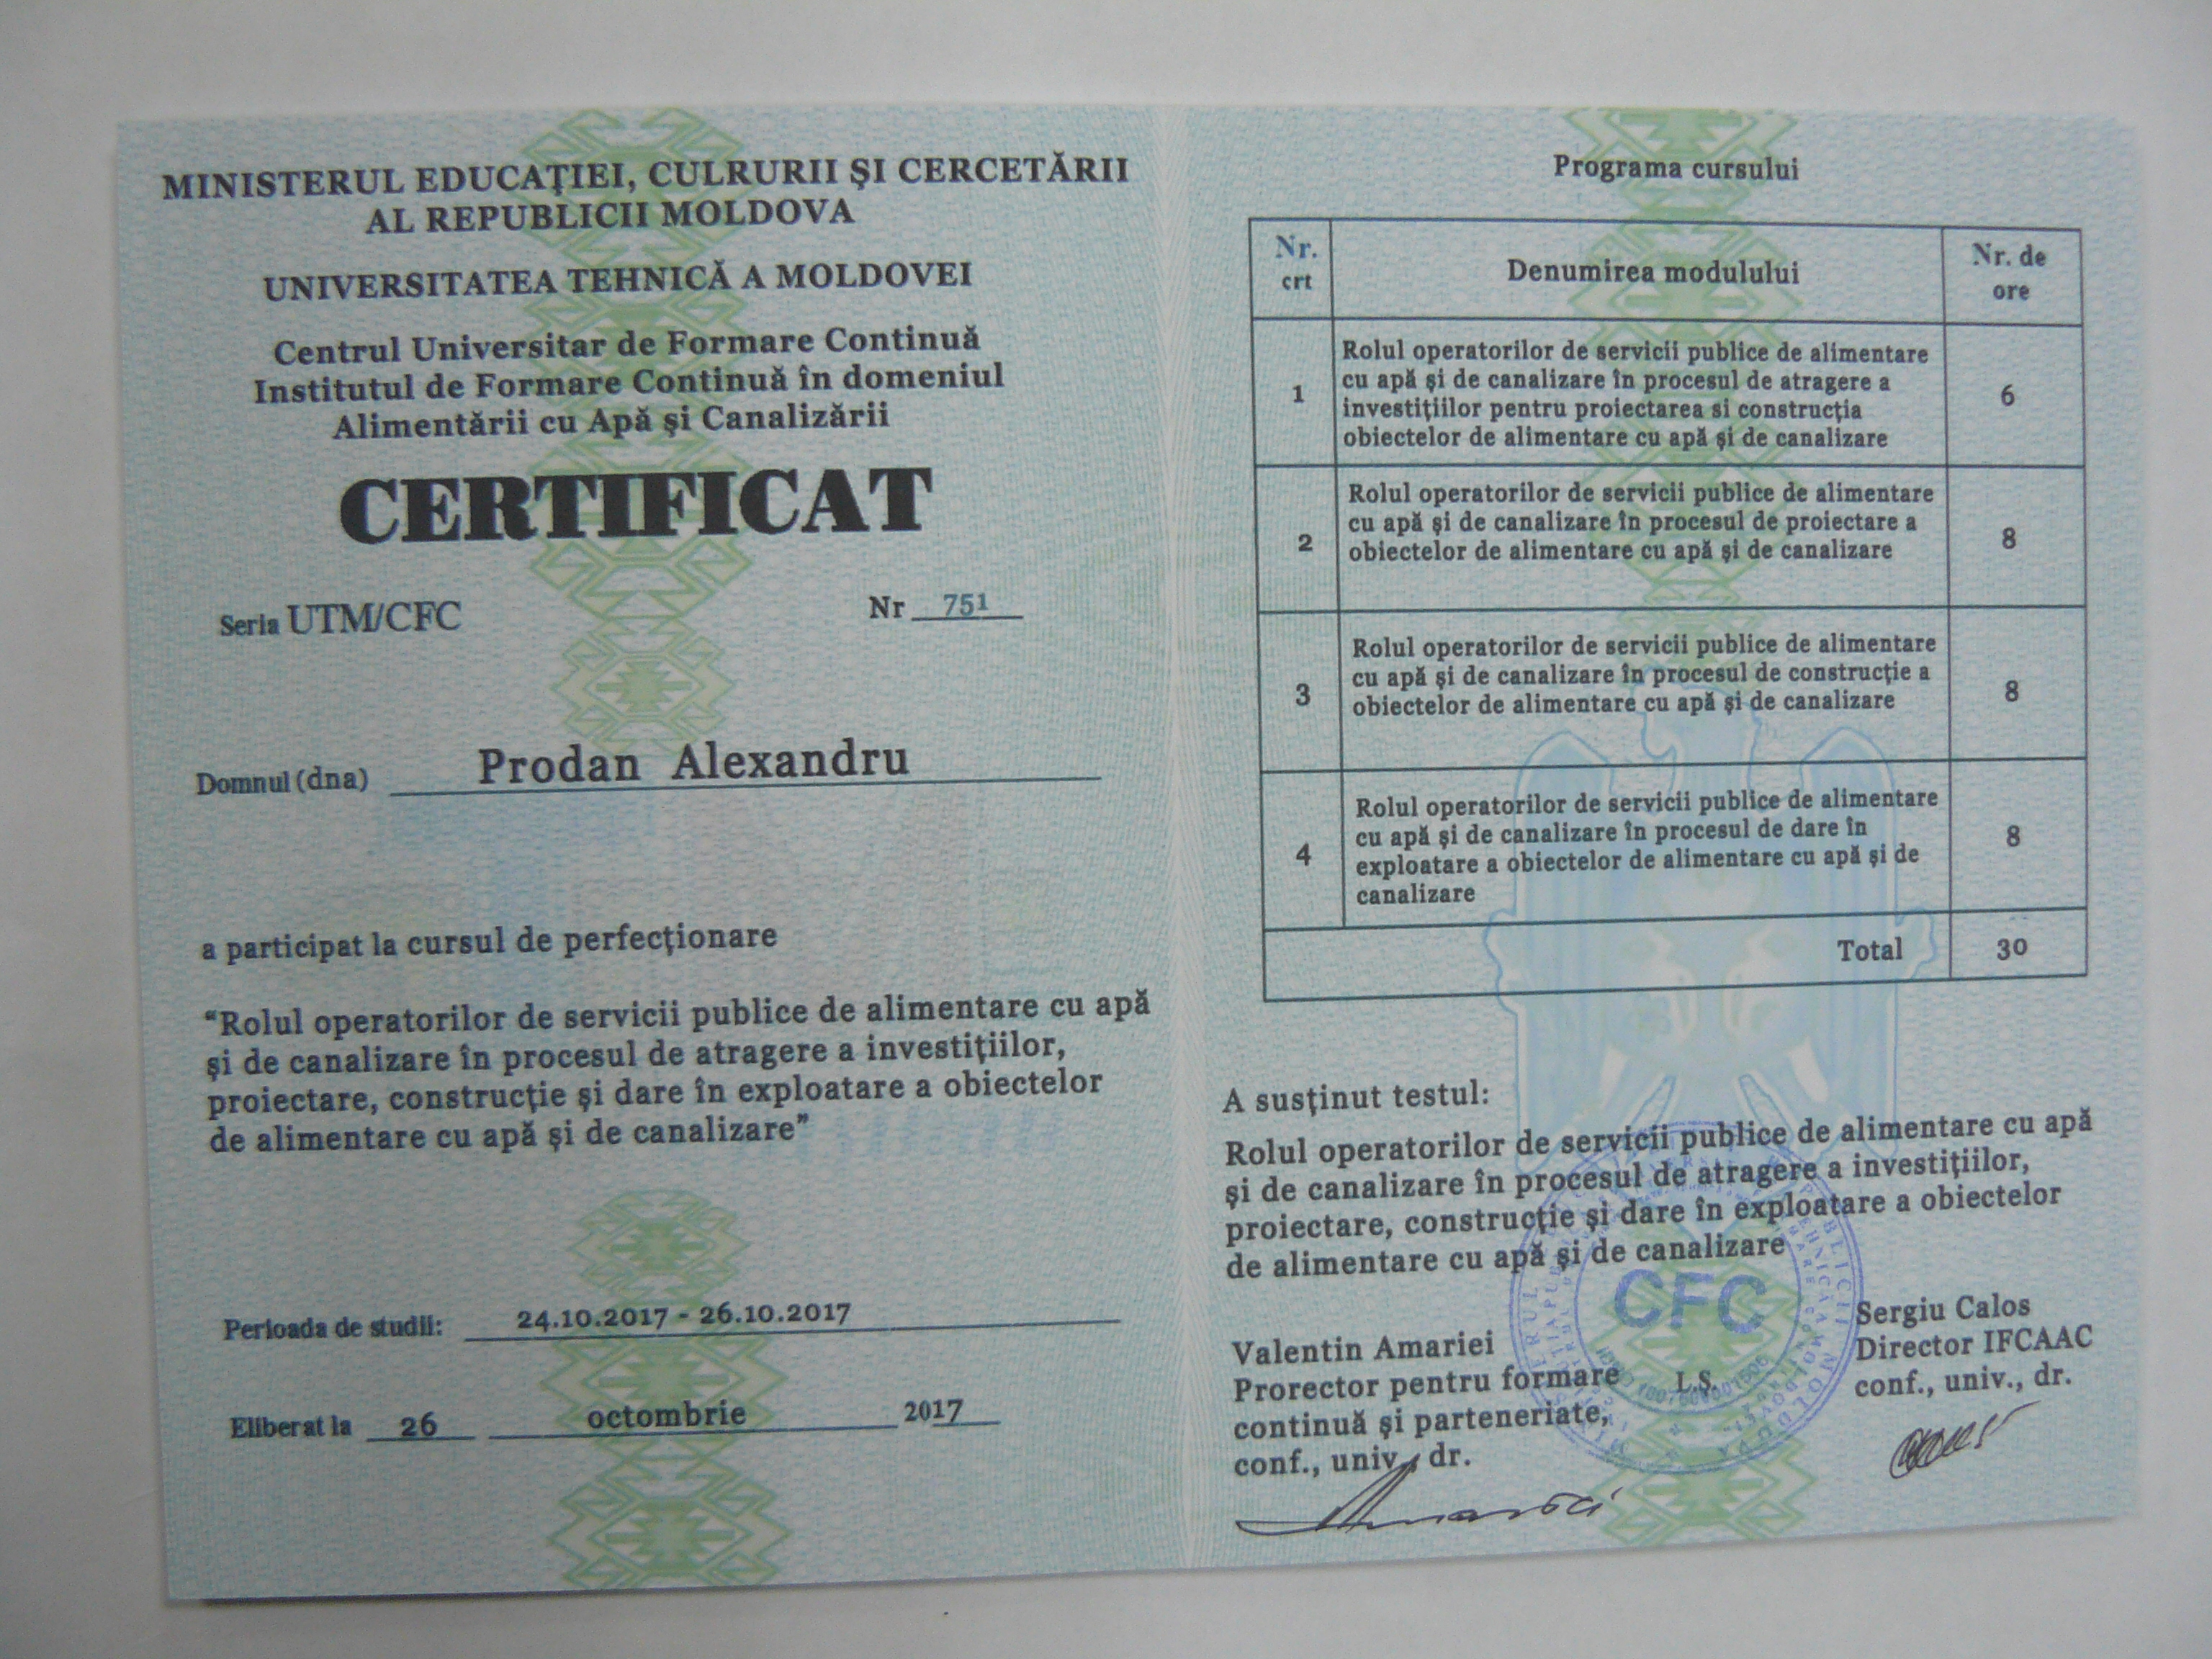 MINISTERUL EDUCAŢIEI, CULRURII ŞI CERCETĂRII
AL REPUBLICII MOLDOVA
UNIVERSITATEA TEHNICĂ A MOLDOVEI
Centrul Universitar de Formare Continuă
Institutul de Formare Continuă în domeniul
Alimentării cu Apă şi Canalizării
CERTIFICAT
Seria UTM/CFC Nr 751
Domnul (dna) Prodan Alexandru
a participat la cursul de perfecţionare
“Rolul operatorilor de servicii publice de alimentare cu apă
şi de canalizare în procesul de atragere a investiţiilor,
proiectare, construcţie şi dare în exploatare a obiectelor
de alimentare cu apă şi de canalizare”
Perioada de studii: 24.10.2017 - 26.10.2017
Eliberat la 26 octombrie 2017
Programa cursului
Nr. crt Denumirea modulului Nr. de ore
1 Rolul operatorilor de servicii publice de alimentare
cu apă şi de canalizare în procesul de atragere a
investiţiilor pentru proiectarea si construcţia
obiectelor de alimentare cu apă şi de canalizare 6
2 Rolul operatorilor de servicii publice de alimentare
cu apă şi de canalizare în procesul de proiectare a
obiectelor de alimentare cu apă şi de canalizare 8
3 Rolul operatorilor de servicii publice de alimentare
cu apă şi de canalizare în procesul de construcţie a
obiectelor de alimentare cu apă şi de canalizare 8
4 Rolul operatorilor de servicii publice de alimentare
cu apă şi de canalizare în procesul de dare în
exploatare a obiectelor de alimentare cu apă şi de
canalizare 8
Total 30
A susţinut testul:
Rolul operatorilor de servicii publice de alimentare cu apă
şi de canalizare în procesul de atragere a investiţiilor,
proiectare, construcţie şi dare în exploatare a obiectelor
de alimentare cu apă şi de canalizare
CFC
Valentin Amariei
Prorector pentru formare
continuă şi parteneriate,
conf., univ., dr.
L.Ş.
Sergiu Calos
Director IFCAAC
conf., univ., dr.